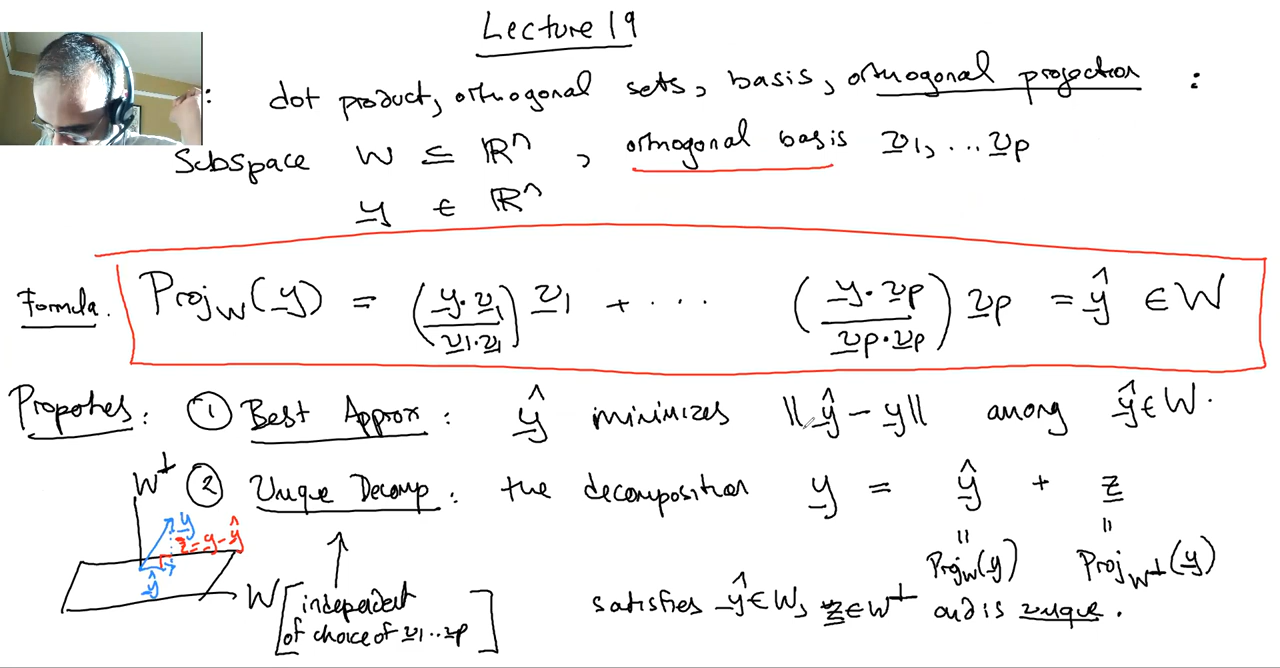 Lecture 19
: dot product, orthogonal sets, basis, orthogonal projection :
Subspace W ⊆ ℝⁿ , orthogonal basis v₁, ... vₚ
y ∈ ℝⁿ
Formula. Proj_W(y) = (y·v₁ / v₁·v₁) v₁ + ··· (y·vₚ / vₚ·vₚ) vₚ = ŷ ∈ W
Properties: ① Best Approx: ŷ minimizes ||ŷ - y|| among ŷ ∈ W.
② Unique Decomp: the decomposition y = ŷ + z
W⊥
y
z = y - ŷ
ŷ
W
[independent
of choice of v₁...vₚ]
= Proj_W(y) = Proj_W⊥(y)
satisfies ŷ ∈ W, z ∈ W⊥ and is unique.